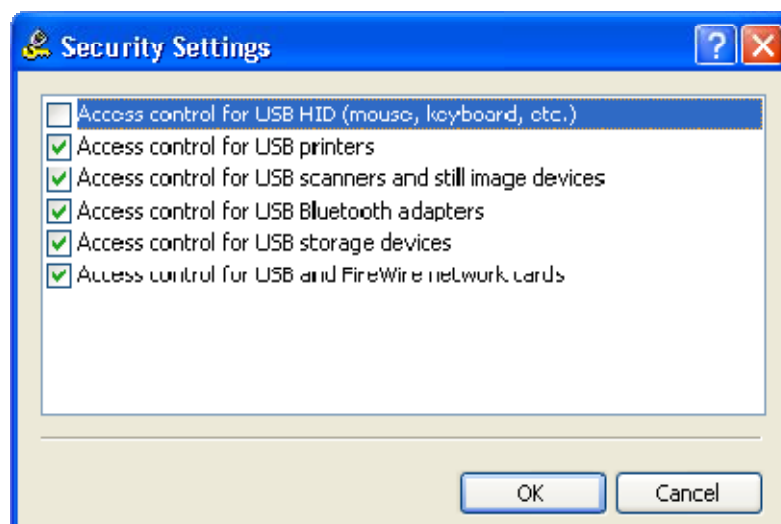 Security Settings
Access control for USB HID (mouse, keyboard, etc.)
Access control for USB printers
Access control for USB scanners and still image devices
Access control for USB Bluetooth adapters
Access control for USB storage devices
Access control for USB and FireWire network cards
OK Cancel